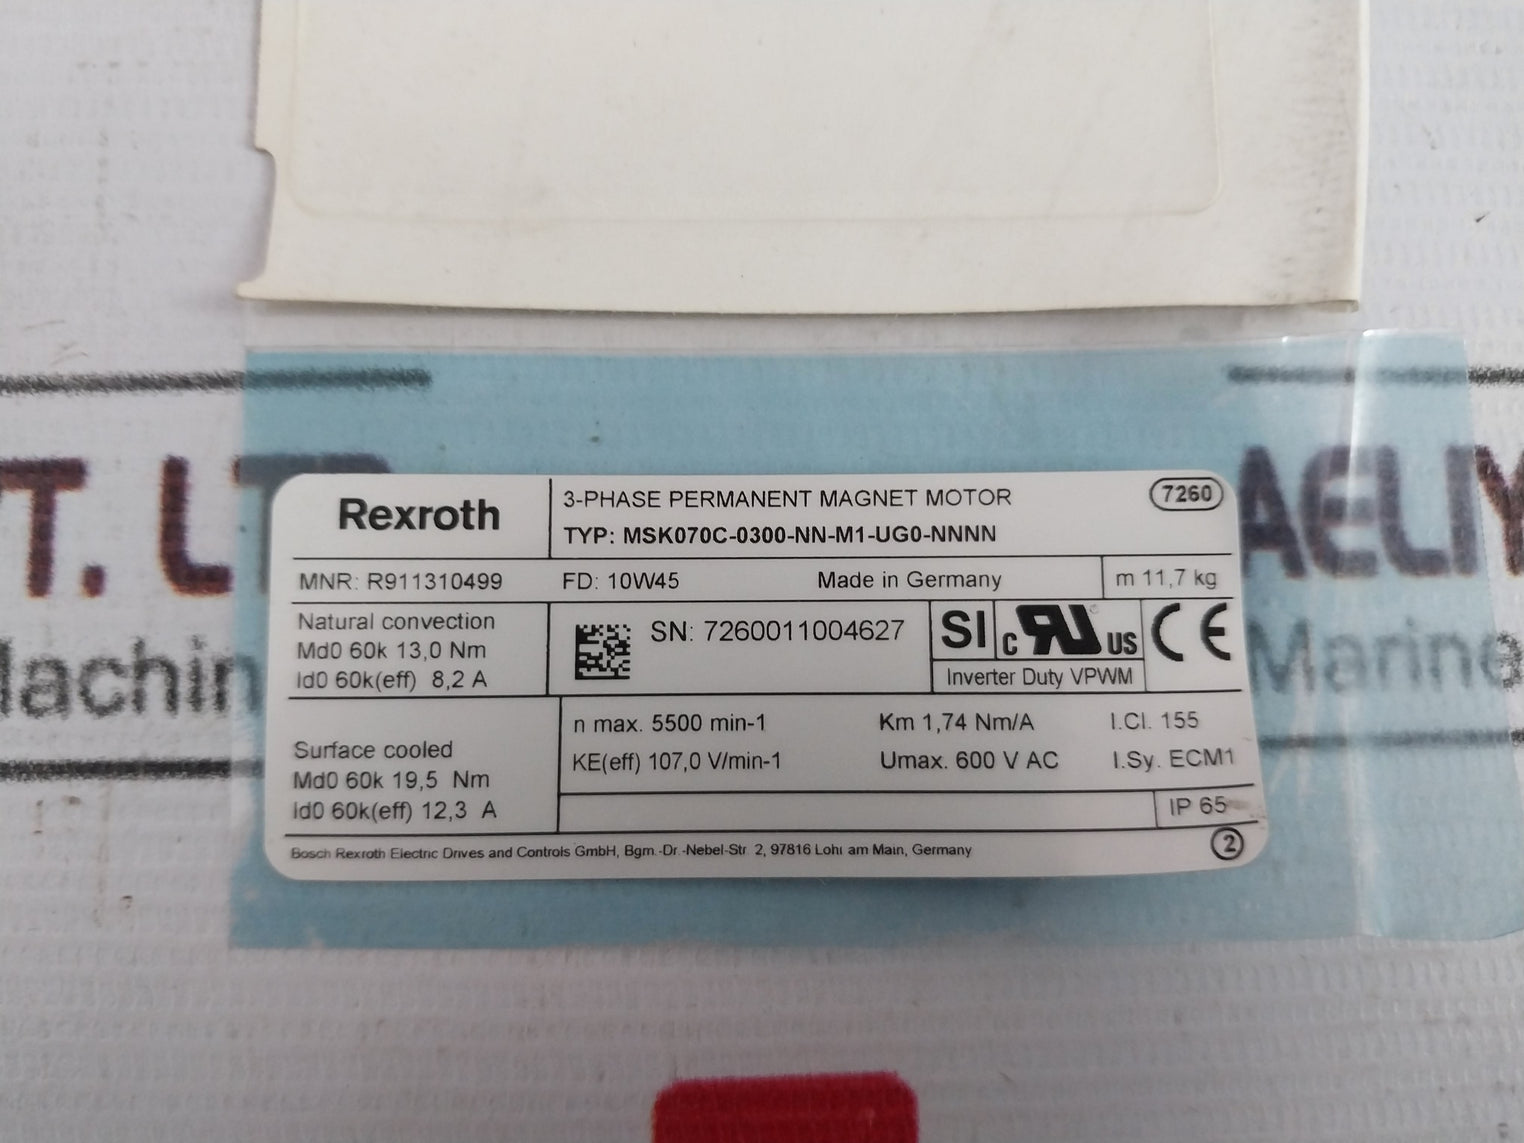 T. LTD
AELIY
Machin
Marine
Rexroth
3-PHASE PERMANENT MAGNET MOTOR
7260
TYP: MSK070C-0300-NN-M1-UG0-NNNN
MNR: R911310499 FD: 10W45 Made in Germany m 11,7 kg
Natural convection
Md0 60k 13,0 Nm
Id0 60k(eff) 8,2 A
SN: 7260011004627
SI c RU ® US
Inverter Duty VPWM
CE
Surface cooled
Md0 60k 19,5 Nm
Id0 60k(eff) 12,3 A
n max. 5500 min-1 Km 1,74 Nm/A I.Cl. 155
KE(eff) 107,0 V/min-1 Umax. 600 V AC I.Sy. ECM1
IP 65
Bosch Rexroth Electric Drives and Controls GmbH, Bgm.-Dr.-Nebel-Str. 2, 97816 Lohr am Main, Germany
2